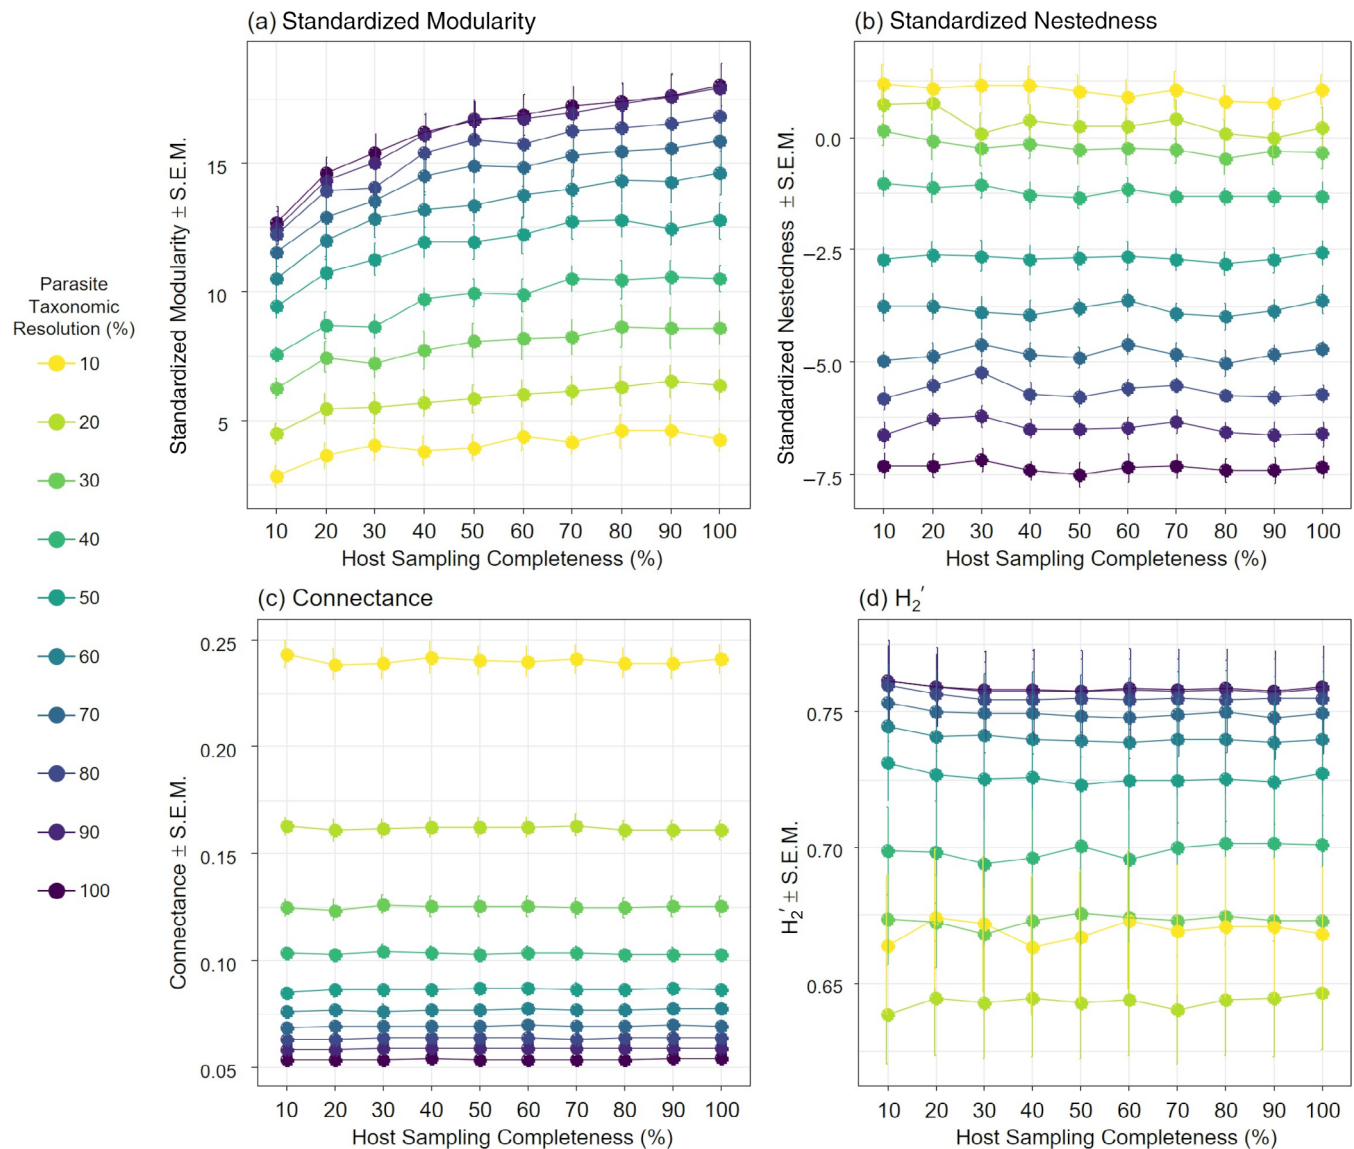 (a) Standardized Modularity
Standardized Modularity ± S.E.M.
15
10
5
10 20 30 40 50 60 70 80 90 100
Host Sampling Completeness (%)
(b) Standardized Nestedness
Standardized Nestedness ± S.E.M.
0.0
−2.5
−5.0
−7.5
10 20 30 40 50 60 70 80 90 100
Host Sampling Completeness (%)
Parasite
Taxonomic
Resolution (%)
10
20
30
40
50
60
70
80
90
100
(c) Connectance
Connectance ± S.E.M.
0.25
0.20
0.15
0.10
0.05
10 20 30 40 50 60 70 80 90 100
Host Sampling Completeness (%)
(d) H₂′
H₂′ ± S.E.M.
0.75
0.70
0.65
10 20 30 40 50 60 70 80 90 100
Host Sampling Completeness (%)